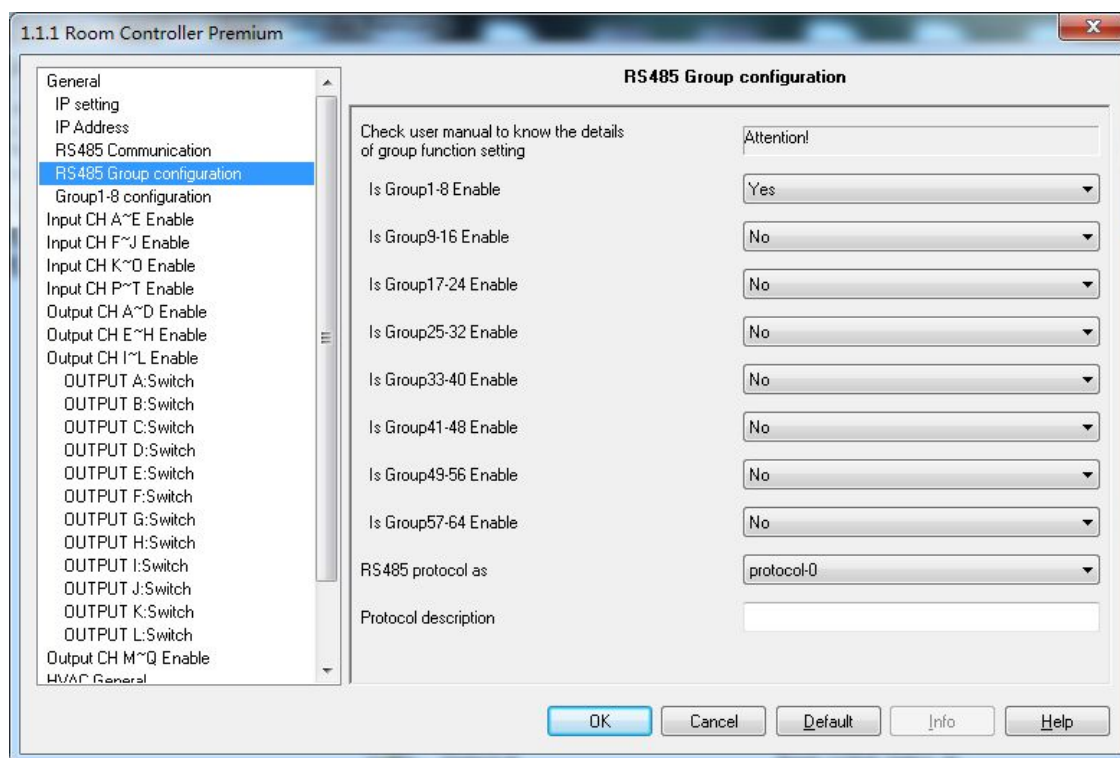 1.1.1 Room Controller Premium
x
General
IP setting
IP Address
RS485 Communication
RS485 Group configuration
Group1-8 configuration
Input CH A~E Enable
Input CH F~J Enable
Input CH K~O Enable
Input CH P~T Enable
Output CH A~D Enable
Output CH E~H Enable
Output CH I~L Enable
OUTPUT A:Switch
OUTPUT B:Switch
OUTPUT C:Switch
OUTPUT D:Switch
OUTPUT E:Switch
OUTPUT F:Switch
OUTPUT G:Switch
OUTPUT H:Switch
OUTPUT I:Switch
OUTPUT J:Switch
OUTPUT K:Switch
OUTPUT L:Switch
Output CH M~Q Enable
HVAC General
RS485 Group configuration
Check user manual to know the details
of group function setting
Attention!
Is Group1-8 Enable
Yes
Is Group9-16 Enable
No
Is Group17-24 Enable
No
Is Group25-32 Enable
No
Is Group33-40 Enable
No
Is Group41-48 Enable
No
Is Group49-56 Enable
No
Is Group57-64 Enable
No
RS485 protocol as
protocol-0
Protocol description
OK
Cancel
Default
Info
Help